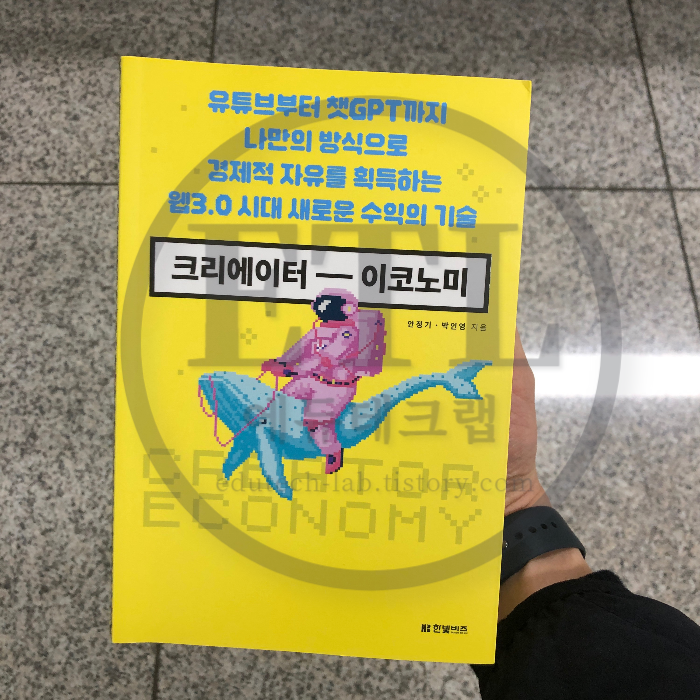 유튜브부터 챗GPT까지
나만의 방식으로
경제적 자유를 획득하는
웹3.0 시대 새로운 수익의 기술
크리에이터 — 이코노미
안정기 · 박인영 지음
ETL
에듀테크랩
edutech-lab.tistory.com
CREATOR
ECONOMY
한빛비즈